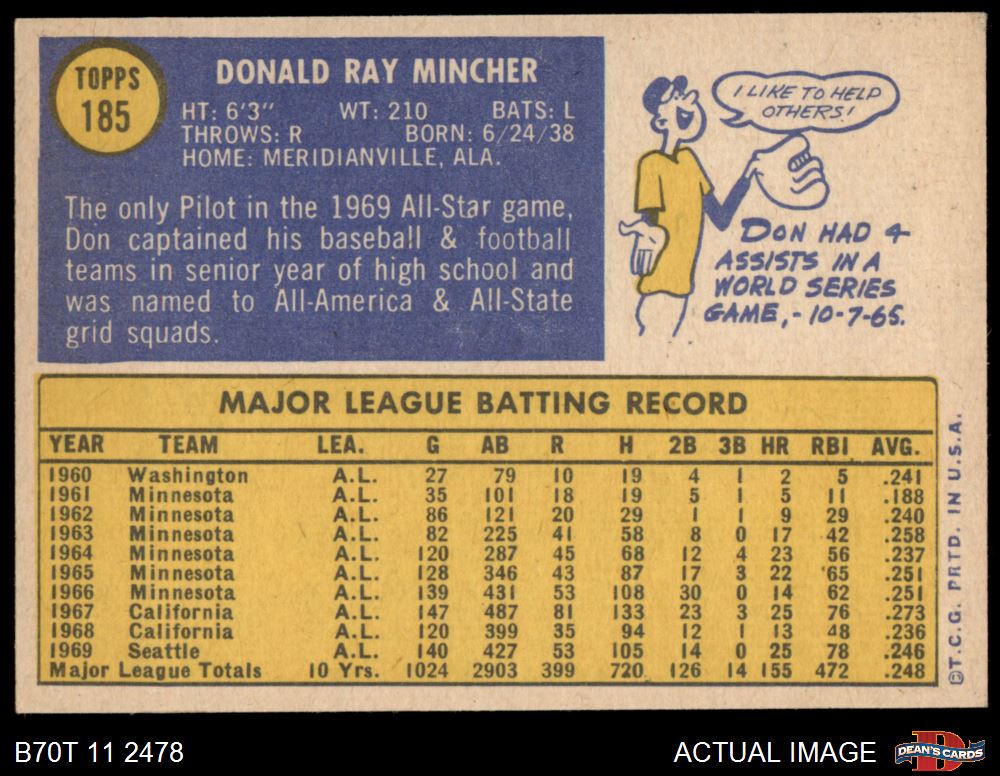 TOPPS
185
DONALD RAY MINCHER
HT: 6'3" WT: 210 BATS: L
THROWS: R BORN: 6/24/38
HOME: MERIDIANVILLE, ALA.
The only Pilot in the 1969 All-Star game,
Don captained his baseball & football
teams in senior year of high school and
was named to All-America & All-State
grid squads.
I LIKE TO HELP
OTHERS!
DON HAD 4
ASSISTS IN A
WORLD SERIES
GAME,- 10-7-65.
MAJOR LEAGUE BATTING RECORD
YEAR TEAM LEA. G AB R H 2B 3B HR RBI AVG.
1960 Washington A.L. 27 79 10 19 4 1 2 5 .241
1961 Minnesota A.L. 35 101 18 19 5 1 5 11 .188
1962 Minnesota A.L. 86 121 20 29 1 1 9 29 .240
1963 Minnesota A.L. 82 225 41 58 8 0 17 42 .258
1964 Minnesota A.L. 120 287 45 68 12 4 23 56 .237
1965 Minnesota A.L. 128 346 43 87 17 3 22 65 .251
1966 Minnesota A.L. 139 431 53 108 30 0 14 62 .251
1967 California A.L. 147 487 81 133 23 3 25 76 .273
1968 California A.L. 120 399 35 94 12 1 13 48 .236
1969 Seattle A.L. 140 427 53 105 14 0 25 78 .246
Major League Totals 10 Yrs. 1024 2903 399 720 126 14 155 472 .248
©T.C.G. PRTD. IN U.S.A.
B70T 11 2478
ACTUAL IMAGE
D
DEAN'S CARDS